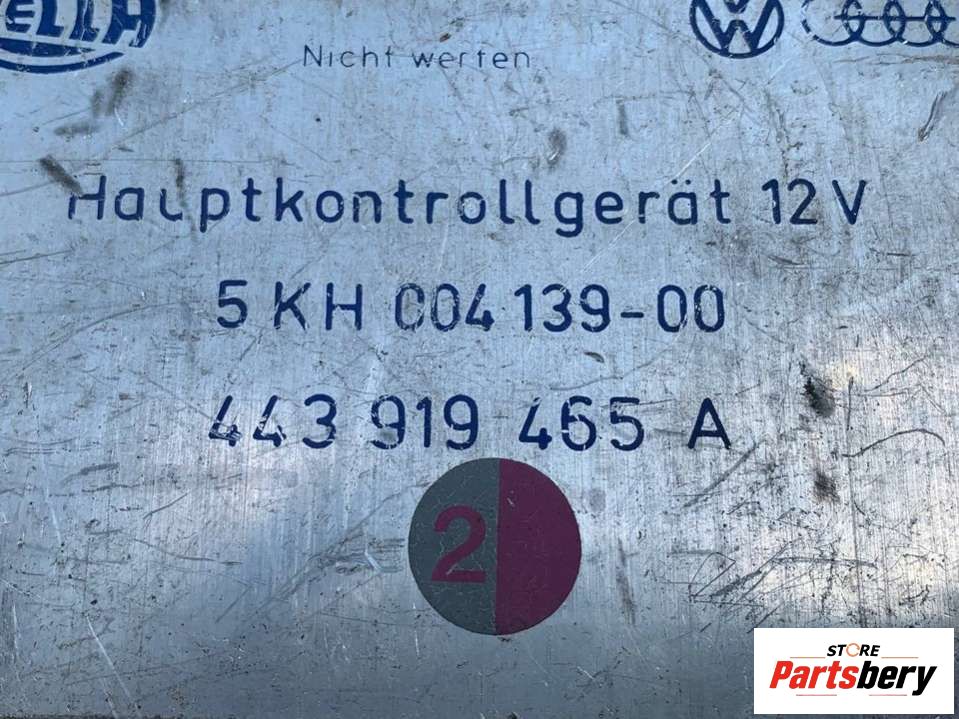 HELLA
Nicht werfen
Hauptkontrollgerät 12 V
5 KH 004 139-00
443 919 465 A
2
STORE
Partsbery